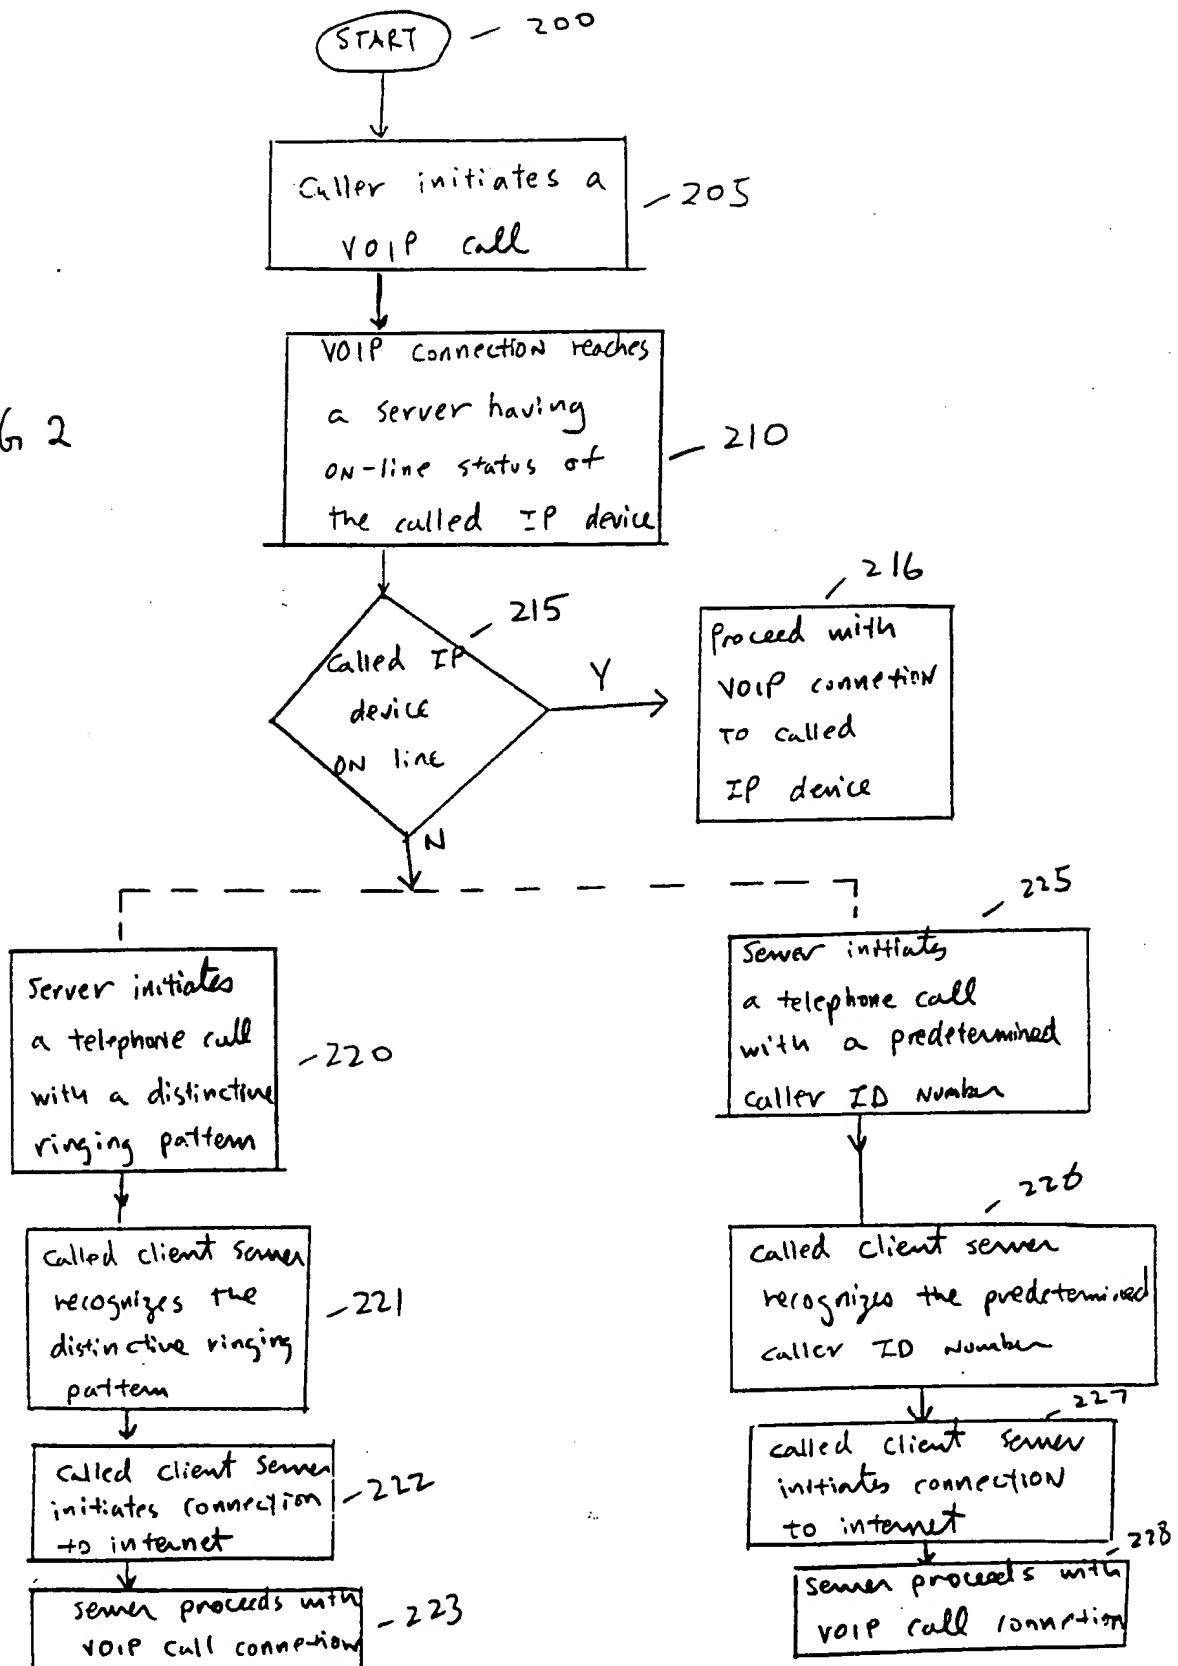 START
200
Caller initiates a
VOIP call
205
VOIP connection reaches
a server having
ON-line status of
the called IP device
210
G 2
215
called IP
device
ON line
Y
216
Proceed with
VOIP connetion
TO called
IP device
N
Server initiates
a telephone call
with a distinctive
ringing pattern
220
225
Server initiates
a telephone call
with a predetermined
caller ID Number
called client server
recognizes the
distinctive ringing
pattern
221
226
called client server
recognizes the predetermined
caller ID Number
called client server
initiates connection
to internet
222
227
called client server
initiates connection
to internet
server proceeds with
VOIP call connetion
223
228
server proceeds with
VOIP call connetion